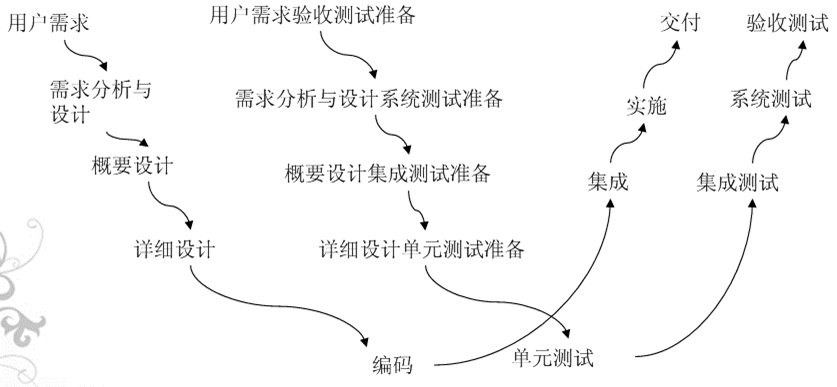 用户需求
用户需求验收测试准备
交付
验收测试
需求分析与
设计
需求分析与设计系统测试准备
实施
系统测试
概要设计
概要设计集成测试准备
集成
集成测试
详细设计
详细设计单元测试准备
编码
单元测试